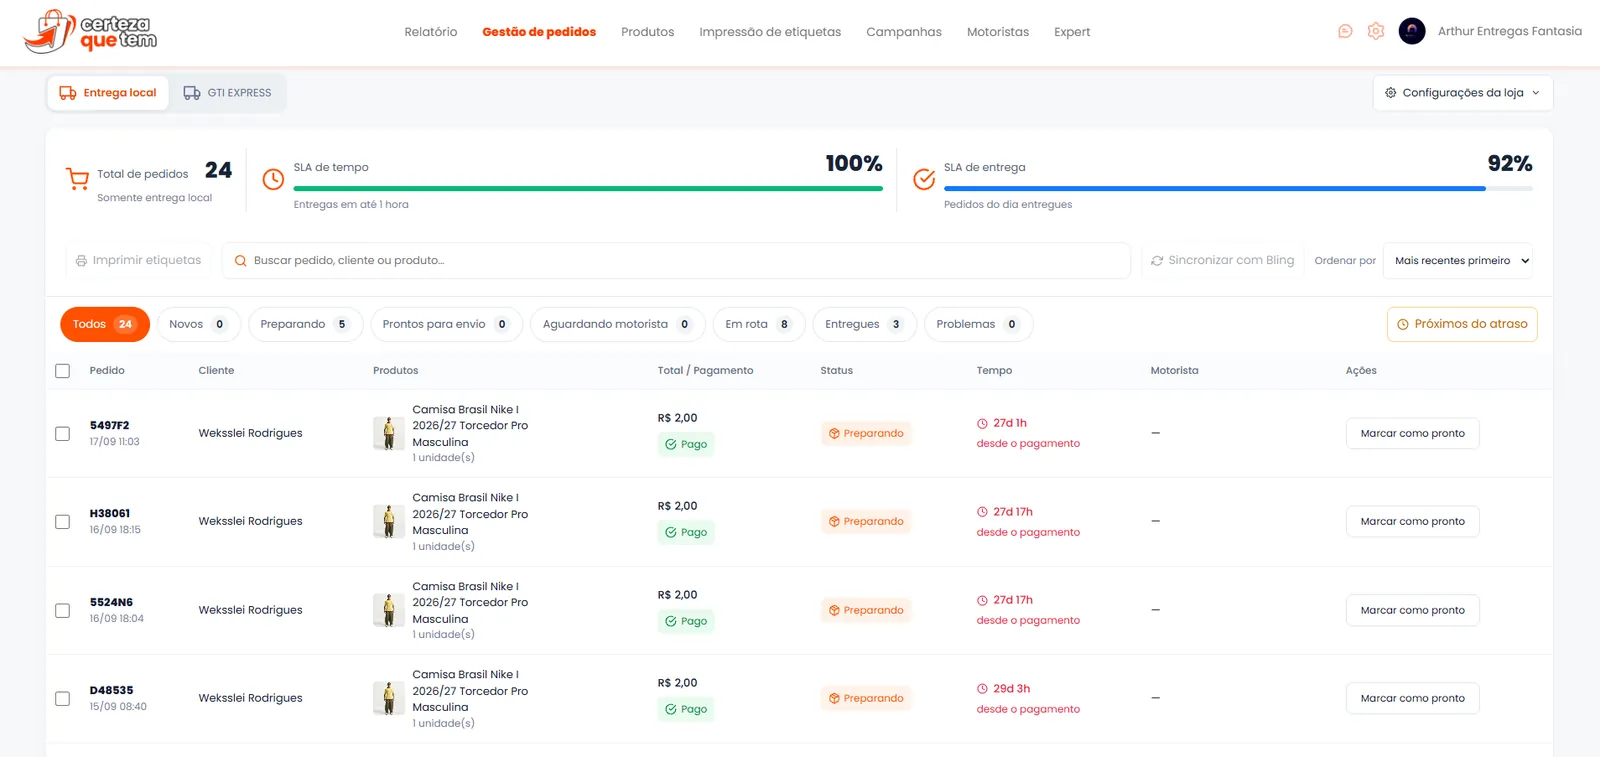 certeza
que tem
Relatório
Gestão de pedidos
Produtos
Impressão de etiquetas
Campanhas
Motoristas
Expert
Arthur Entregas Fantasia
Entrega local
GTI EXPRESS
Configurações da loja
Total de pedidos 24
Somente entrega local
SLA de tempo 100%
Entregas em até 1 hora
SLA de entrega 92%
Pedidos do dia entregues
Imprimir etiquetas
Buscar pedido, cliente ou produto...
Sincronizar com Bling
Ordenar por
Mais recentes primeiro
Todos 24
Novos 0
Preparando 5
Prontos para envio 0
Aguardando motorista 0
Em rota 8
Entregues 3
Problemas 0
Próximos do atraso
Pedido
Cliente
Produtos
Total / Pagamento
Status
Tempo
Motorista
Ações
5497F2
17/09 11:03
Weksslei Rodrigues
Camisa Brasil Nike I
2026/27 Torcedor Pro
Masculina
1 unidade(s)
R$ 2,00
Pago
Preparando
27d 1h
desde o pagamento
—
Marcar como pronto
H38061
16/09 18:15
Weksslei Rodrigues
Camisa Brasil Nike I
2026/27 Torcedor Pro
Masculina
1 unidade(s)
R$ 2,00
Pago
Preparando
27d 17h
desde o pagamento
—
Marcar como pronto
5524N6
16/09 18:04
Weksslei Rodrigues
Camisa Brasil Nike I
2026/27 Torcedor Pro
Masculina
1 unidade(s)
R$ 2,00
Pago
Preparando
27d 17h
desde o pagamento
—
Marcar como pronto
D48535
15/09 08:40
Weksslei Rodrigues
Camisa Brasil Nike I
2026/27 Torcedor Pro
Masculina
1 unidade(s)
R$ 2,00
Pago
Preparando
29d 3h
desde o pagamento
—
Marcar como pronto